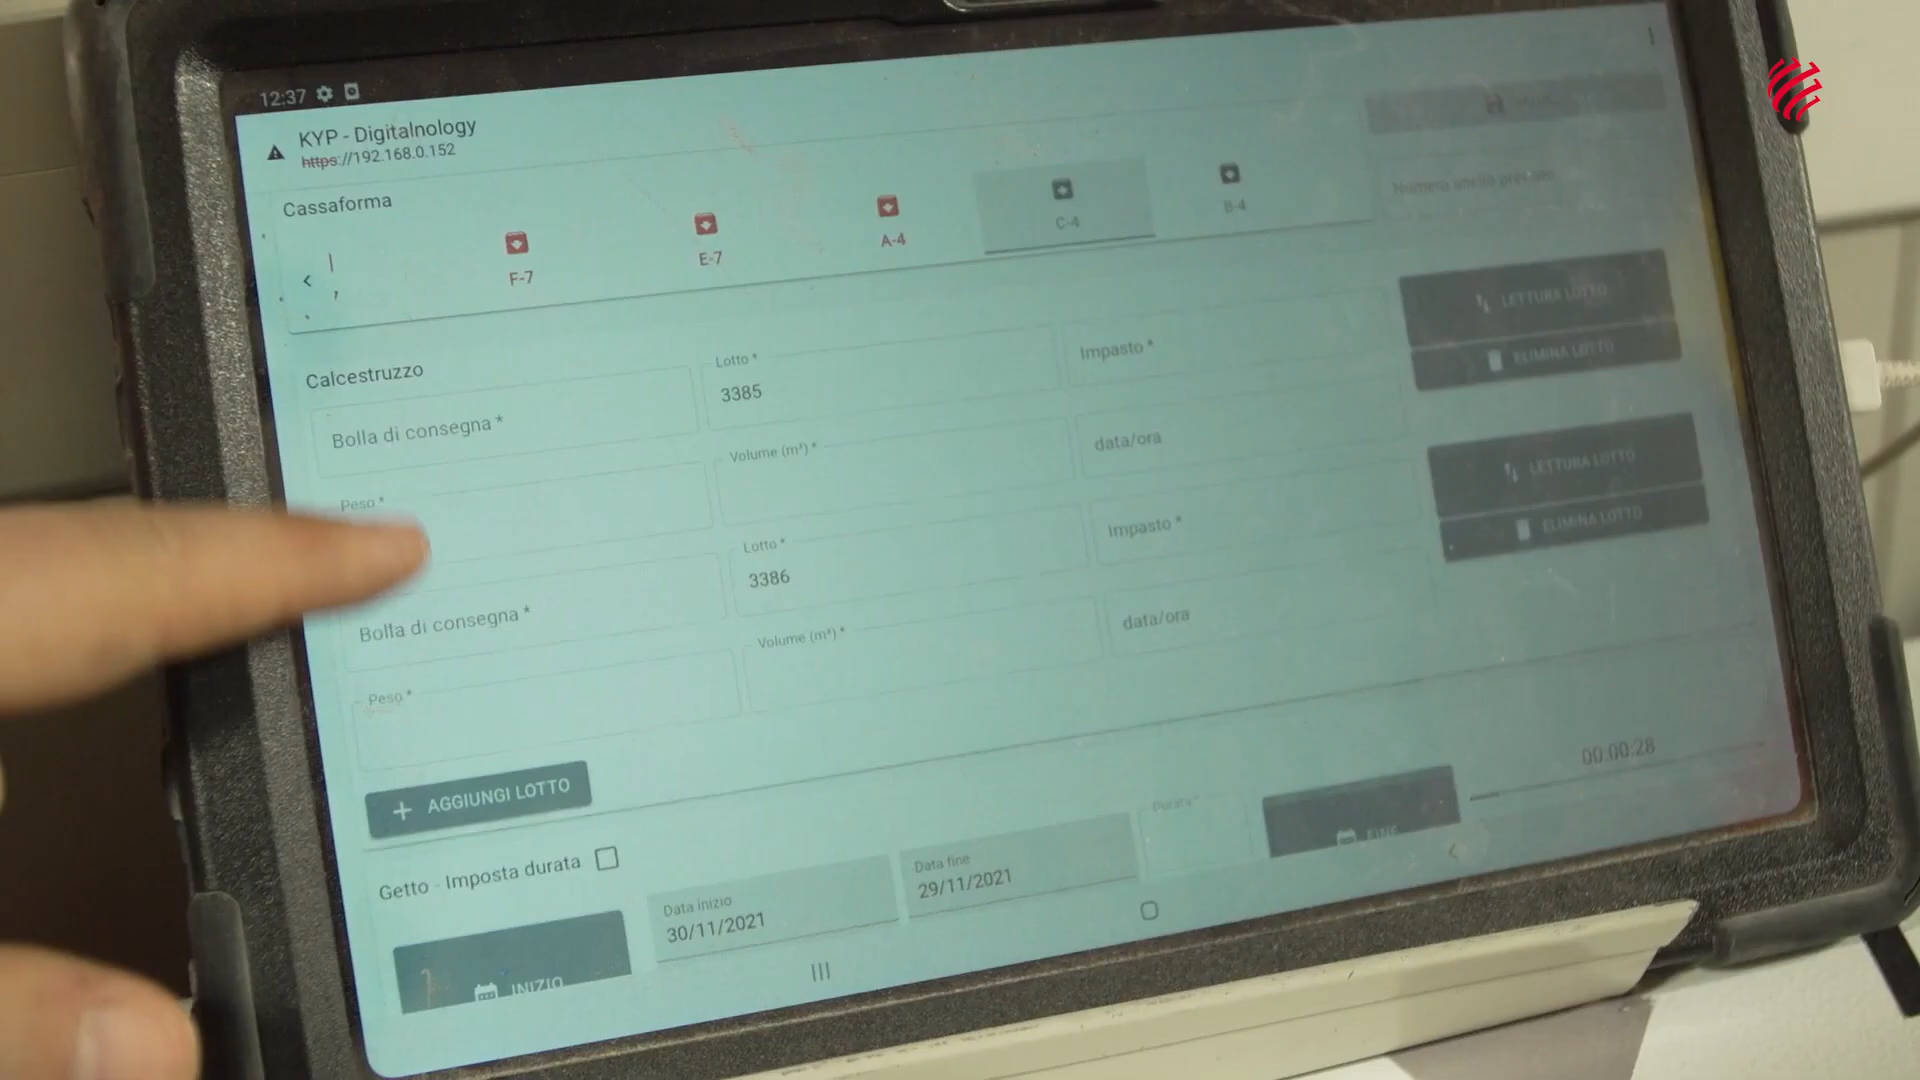 12:37
KYP - Digitalnology
https://192.168.0.152
Cassaforma
F-7
E-7
A-4
C-4
B-4
Numero anello
Calcestruzzo
Bolla di consegna *
Lotto *
3385
Impasto *
LETTURA LOTTO
ELIMINA LOTTO
Peso *
Volume (m³) *
data/ora
Bolla di consegna *
Lotto *
3386
Impasto *
LETTURA LOTTO
ELIMINA LOTTO
Peso *
Volume (m³) *
data/ora
+ AGGIUNGI LOTTO
00:00:28
Getto - Imposta durata
INIZIO
Data inizio
30/11/2021
Data fine
29/11/2021
Durata *
FINE